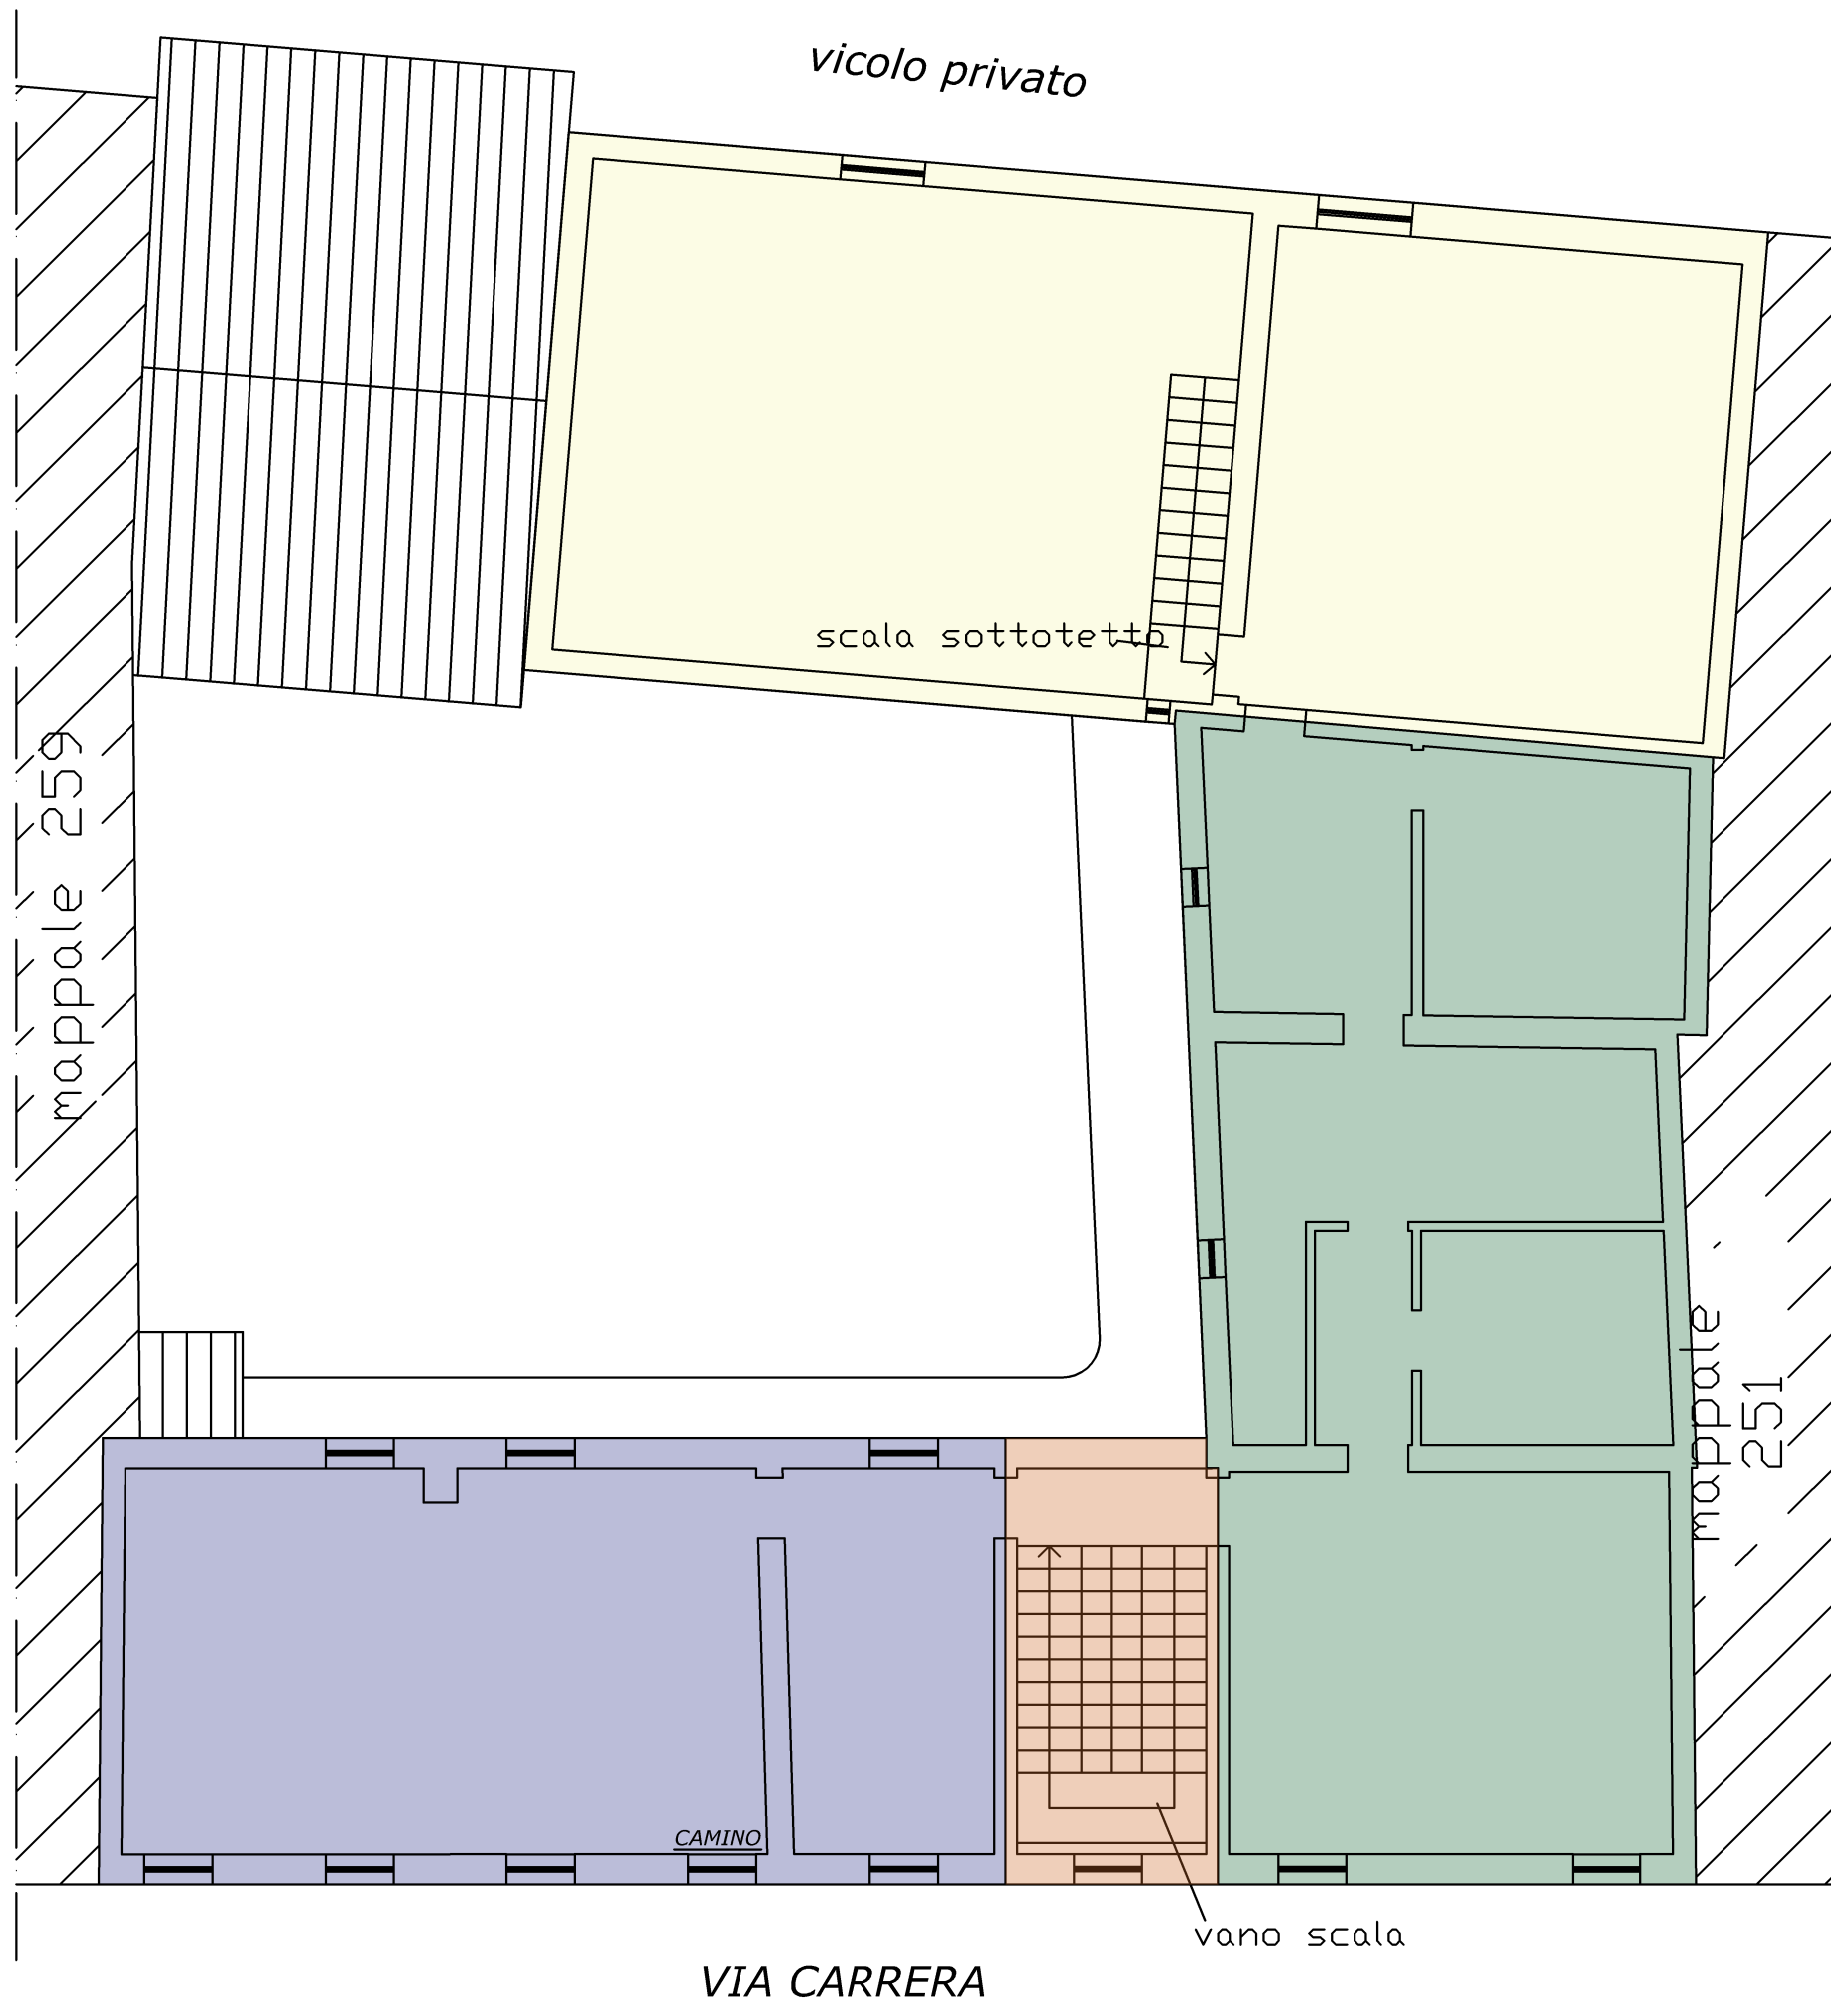 vicolo privato
scala sottotetto
mappale 259
mappale
251
CAMINO
vano scala
VIA CARRERA